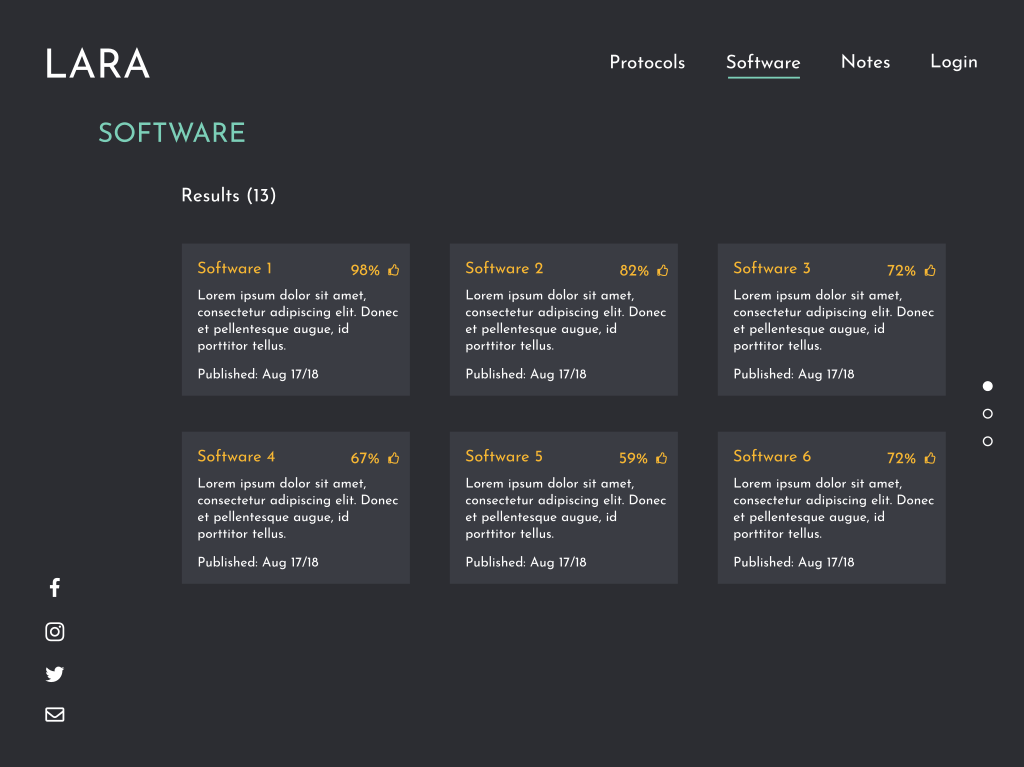 LARA
Protocols Software Notes Login
SOFTWARE
Results (13)
Software 1 98%
Lorem ipsum dolor sit amet,
consectetur adipiscing elit. Donec
et pellentesque augue, id
porttitor tellus.
Published: Aug 17/18
Software 2 82%
Lorem ipsum dolor sit amet,
consectetur adipiscing elit. Donec
et pellentesque augue, id
porttitor tellus.
Published: Aug 17/18
Software 3 72%
Lorem ipsum dolor sit amet,
consectetur adipiscing elit. Donec
et pellentesque augue, id
porttitor tellus.
Published: Aug 17/18
Software 4 67%
Lorem ipsum dolor sit amet,
consectetur adipiscing elit. Donec
et pellentesque augue, id
porttitor tellus.
Published: Aug 17/18
Software 5 59%
Lorem ipsum dolor sit amet,
consectetur adipiscing elit. Donec
et pellentesque augue, id
porttitor tellus.
Published: Aug 17/18
Software 6 72%
Lorem ipsum dolor sit amet,
consectetur adipiscing elit. Donec
et pellentesque augue, id
porttitor tellus.
Published: Aug 17/18